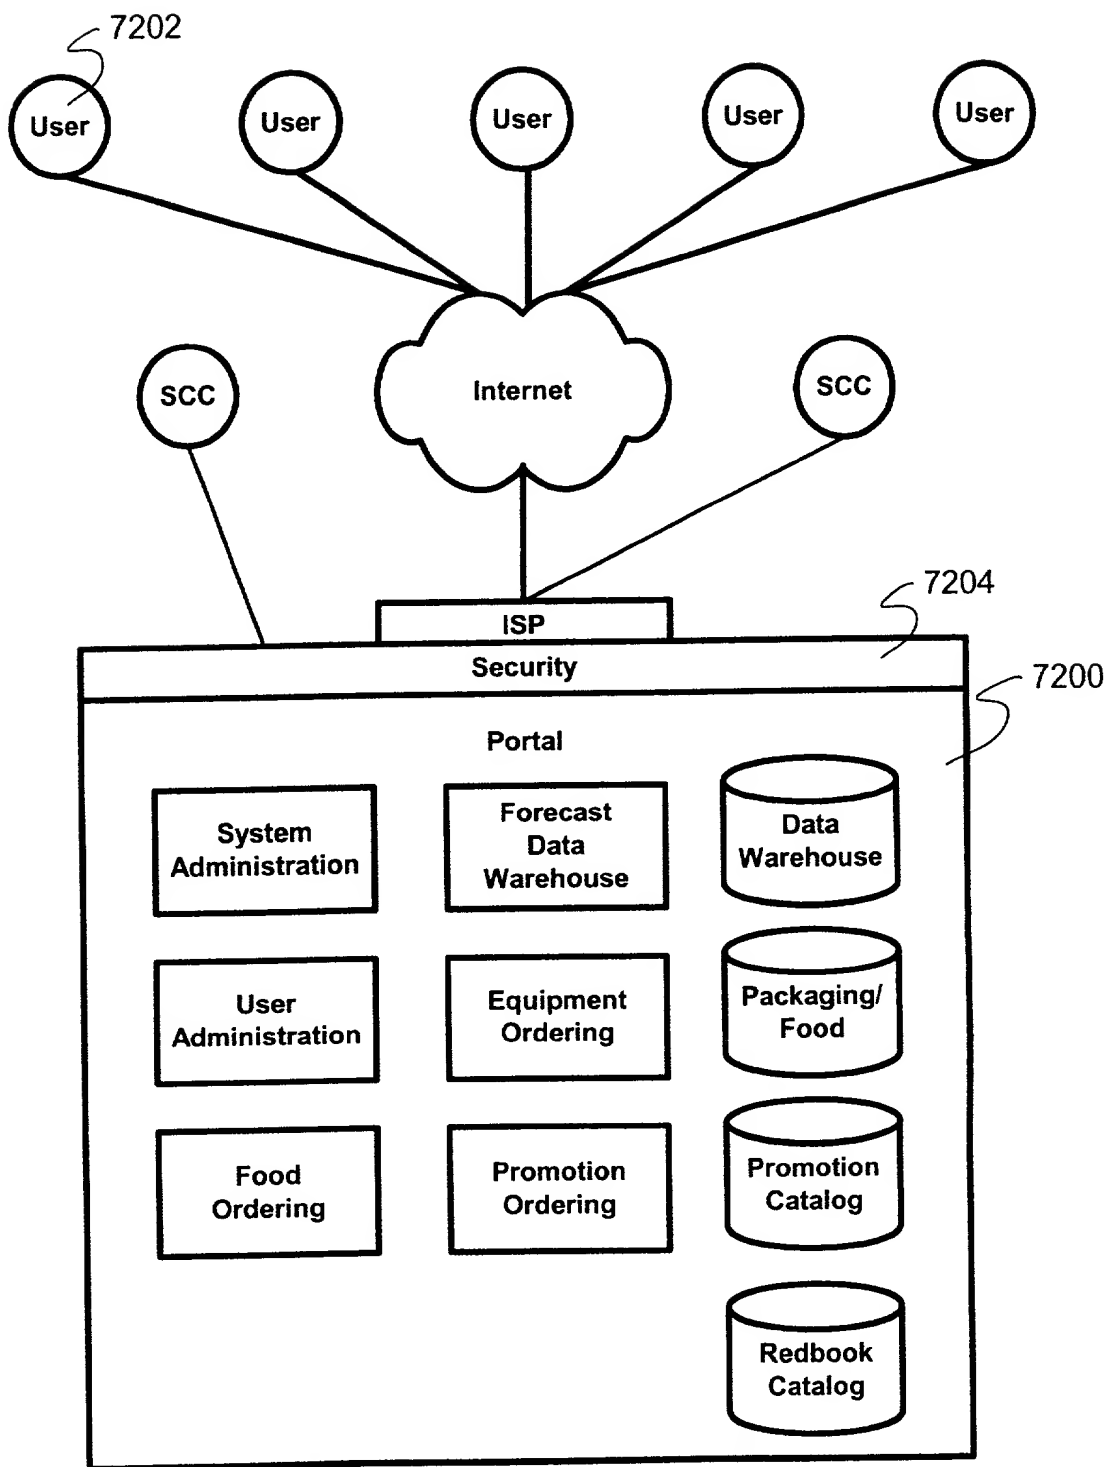 7202
User
User
User
User
User
Internet
SCC
SCC
7204
ISP
Security
7200
Portal
System
Administration
Forecast
Data
Warehouse
Data
Warehouse
User
Administration
Equipment
Ordering
Packaging/
Food
Food
Ordering
Promotion
Ordering
Promotion
Catalog
Redbook
Catalog